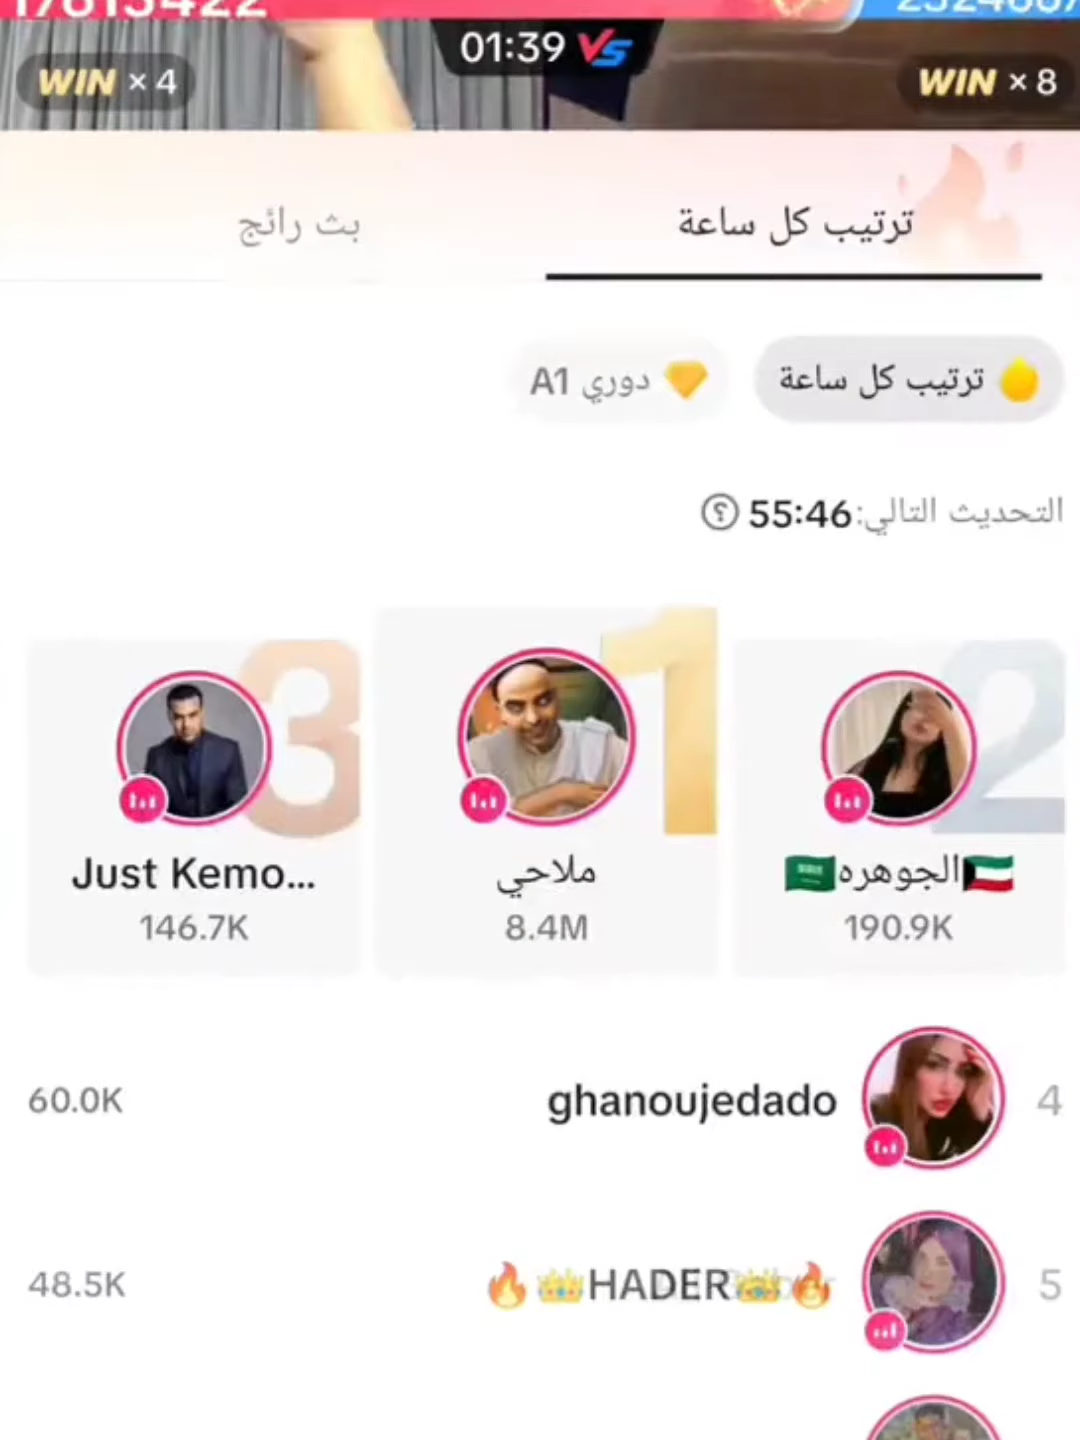 01:39 VS
WIN × 4
WIN × 8
ترتيب كل ساعة
بث رائج
ترتيب كل ساعة
دوري A1
التحديث التالي: 55:46
3
1
2
Just Kemo...
146.7K
ملاحي
8.4M
🇰🇼الجوهره🇸🇦
190.9K
4
ghanoujedado
60.0K
5
🔥👑HADER👑🔥
48.5K